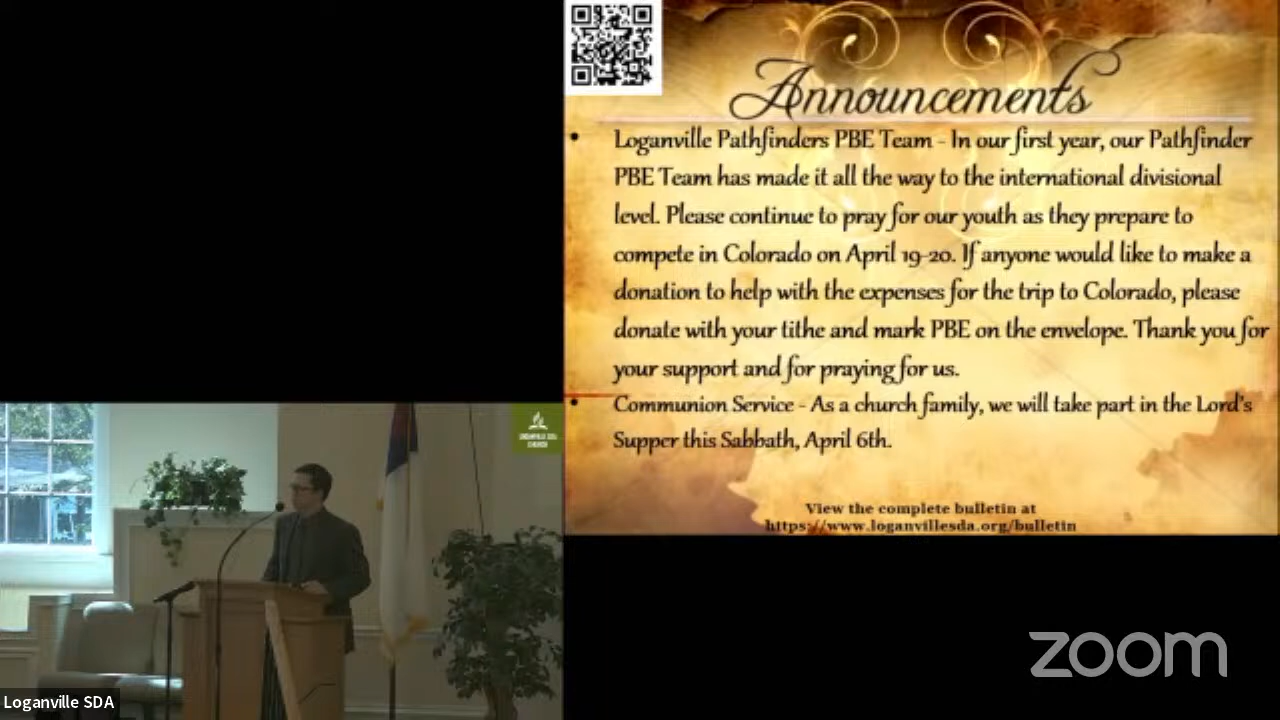 Announcements
• Loganville Pathfinders PBE Team - In our first year, our Pathfinder
PBE Team has made it all the way to the international divisional
level. Please continue to pray for our youth as they prepare to
compete in Colorado on April 19-20. If anyone would like to make a
donation to help with the expenses for the trip to Colorado, please
donate with your tithe and mark PBE on the envelope. Thank you for
your support and for praying for us.
• Communion Service - As a church family, we will take part in the Lord's
Supper this Sabbath, April 6th.
View the complete bulletin at
https://www.loganvillesda.org/bulletin
LOGANVILLE SDA
CHURCH
Loganville SDA
zoom